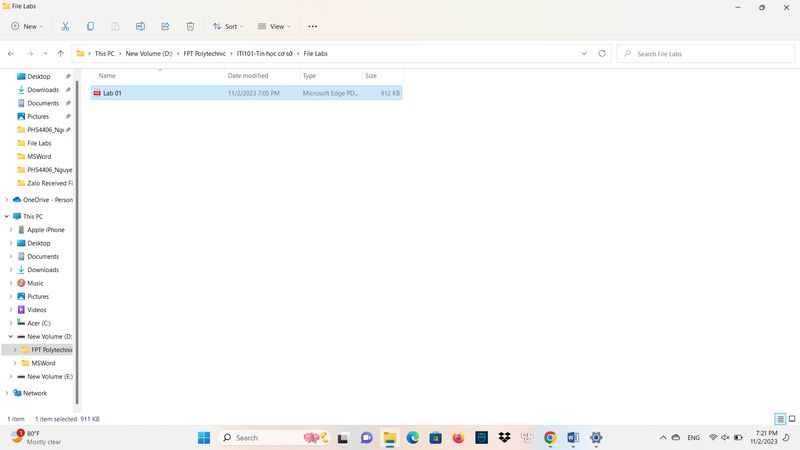 File Labs
New
Sort
View
This PC > New Volume (D:) > FPT Polytechnic > ITI101-Tin học cơ sở > File Labs
Search File Labs
Name
Date modified
Type
Size
Lab 01
11/2/2023 7:05 PM
Microsoft Edge PD...
912 KB
Desktop
Downloads
Documents
Pictures
PHS4406_Ngu
File Labs
MSWord
PHS4406_Nguye
Zalo Received Fi
OneDrive - Person
This PC
Apple iPhone
Desktop
Documents
Downloads
Music
Pictures
Videos
Acer (C:)
New Volume (D:
FPT Polytechnic
MSWord
New Volume (E:)
Network
1 item
1 item selected 911 KB
1
80°F
Mostly clear
Search
ENG
7:21 PM
11/2/2023